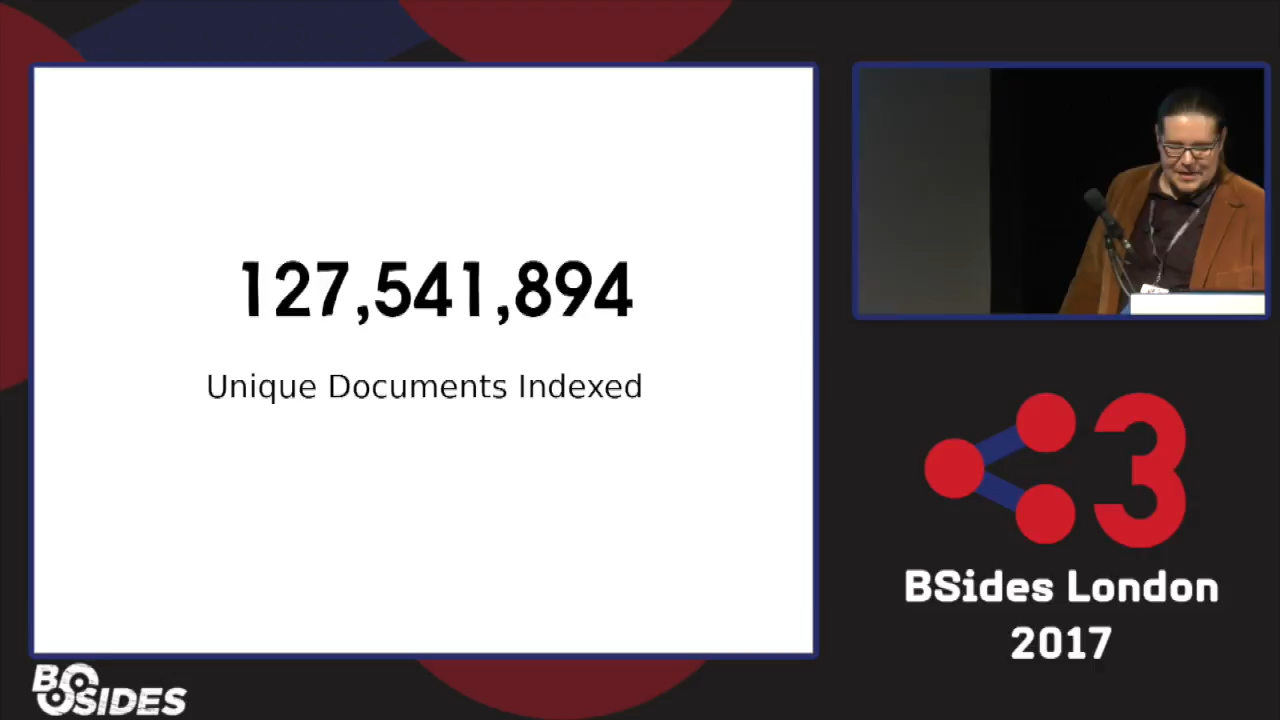 127,541,894
Unique Documents Indexed
3
BSides London
2017
BSIDES